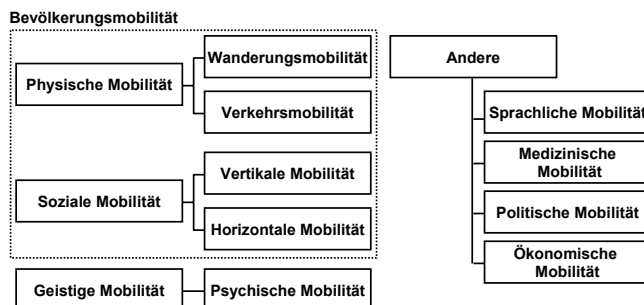 Bevölkerungsmobilität
Physische Mobilität
Wanderungsmobilität
Verkehrsmobilität
Soziale Mobilität
Vertikale Mobilität
Horizontale Mobilität
Geistige Mobilität
Psychische Mobilität
Andere
Sprachliche Mobilität
Medizinische
Mobilität
Politische Mobilität
Ökonomische
Mobilität